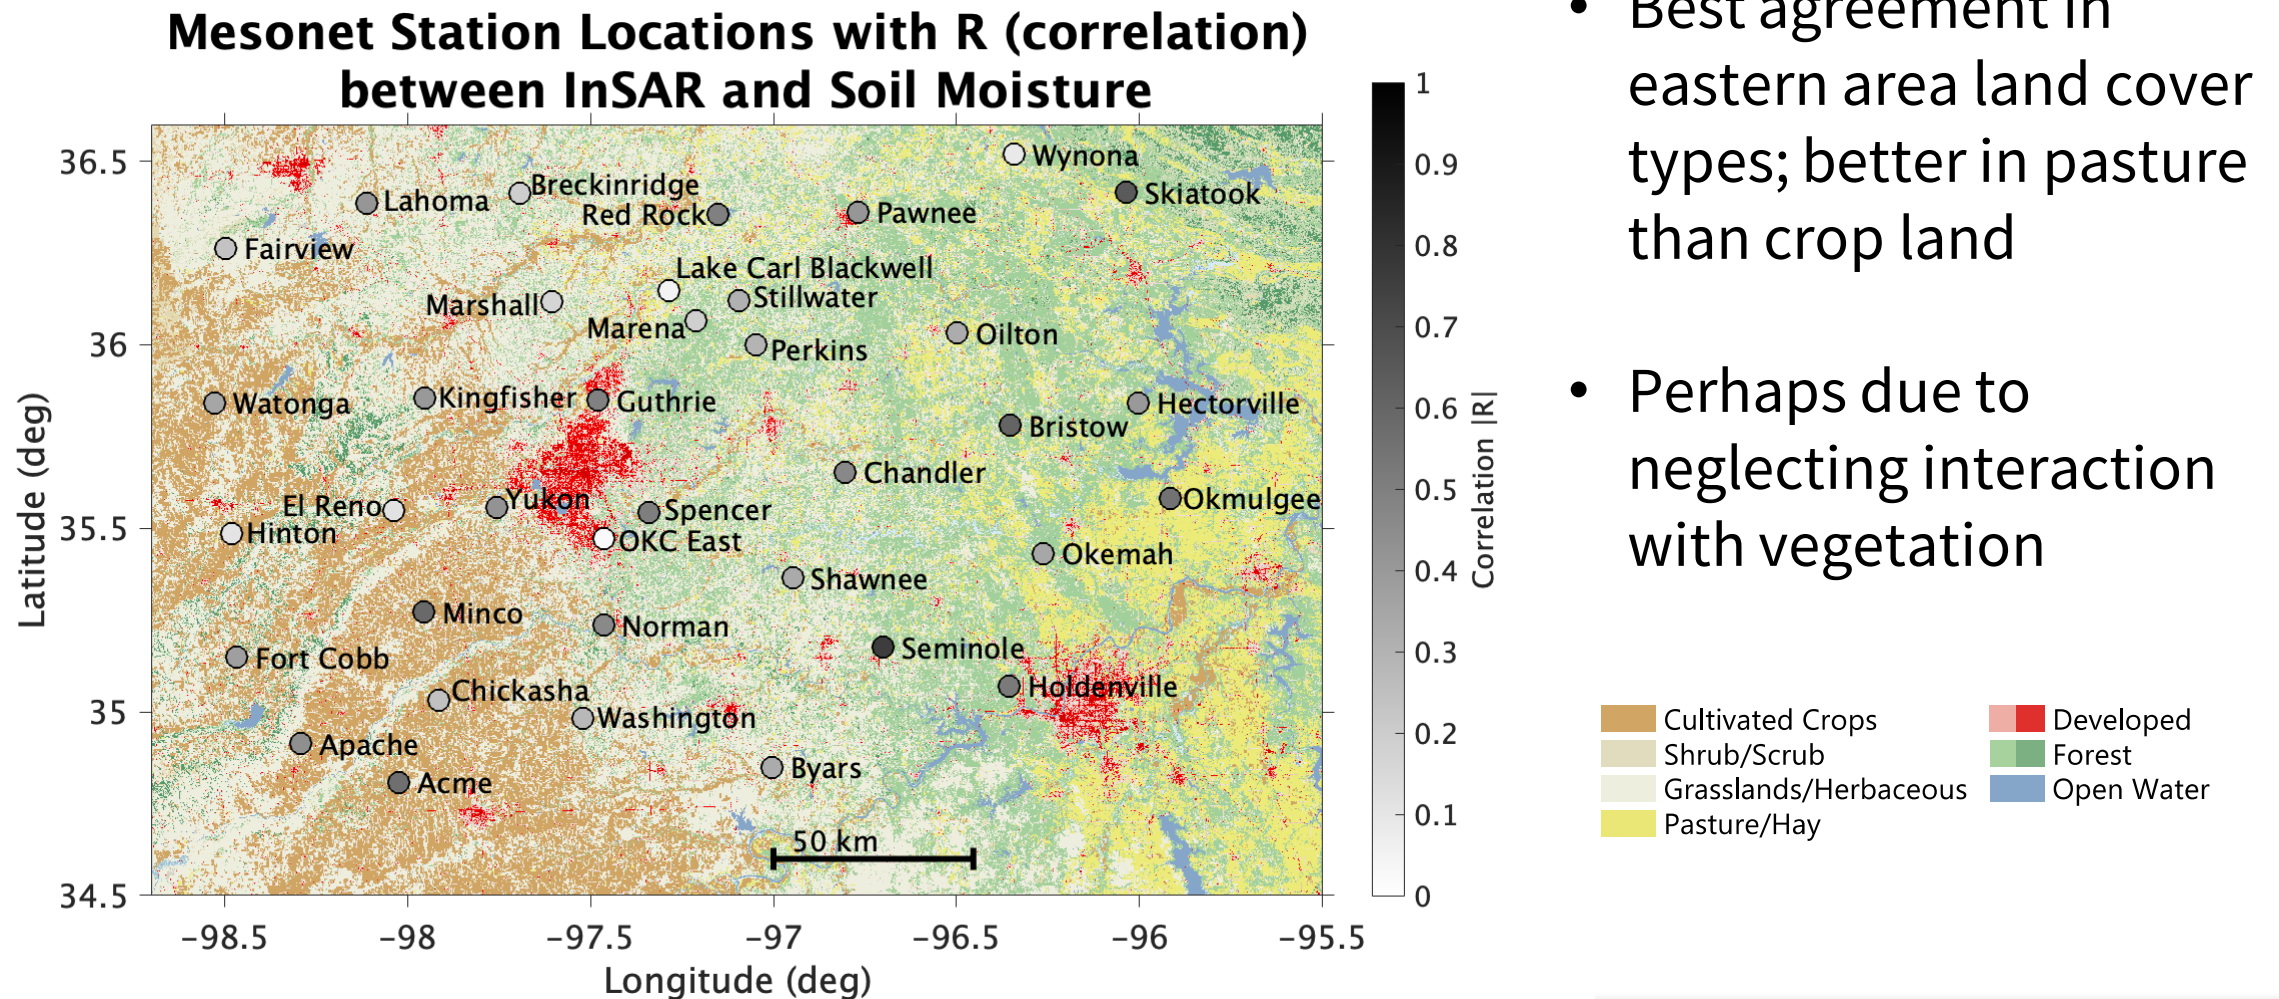 Mesonet Station Locations with R (correlation)
between InSAR and Soil Moisture
36.5
36
35.5
35
34.5
Latitude (deg)
−98.5
−98
−97.5
−97
−96.5
−96
−95.5
Longitude (deg)
Wynona
Breckinridge
Lahoma
Skiatook
Red Rock
Pawnee
Fairview
Lake Carl Blackwell
Stillwater
Marshall
Marena
Oilton
Perkins
Watonga
Kingfisher
Guthrie
Hectorville
Bristow
Chandler
El Reno
Yukon
Okmulgee
Spencer
Hinton
OKC East
Okemah
Shawnee
Minco
Norman
Seminole
Fort Cobb
Holdenville
Chickasha
Washington
Apache
Byars
Acme
50 km
1
0.9
0.8
0.7
0.6
0.5
0.4
0.3
0.2
0.1
0
Correlation |R|
• Best agreement in
eastern area land cover
types; better in pasture
than crop land
• Perhaps due to
neglecting interaction
with vegetation
Cultivated Crops
Shrub/Scrub
Grasslands/Herbaceous
Pasture/Hay
Developed
Forest
Open Water